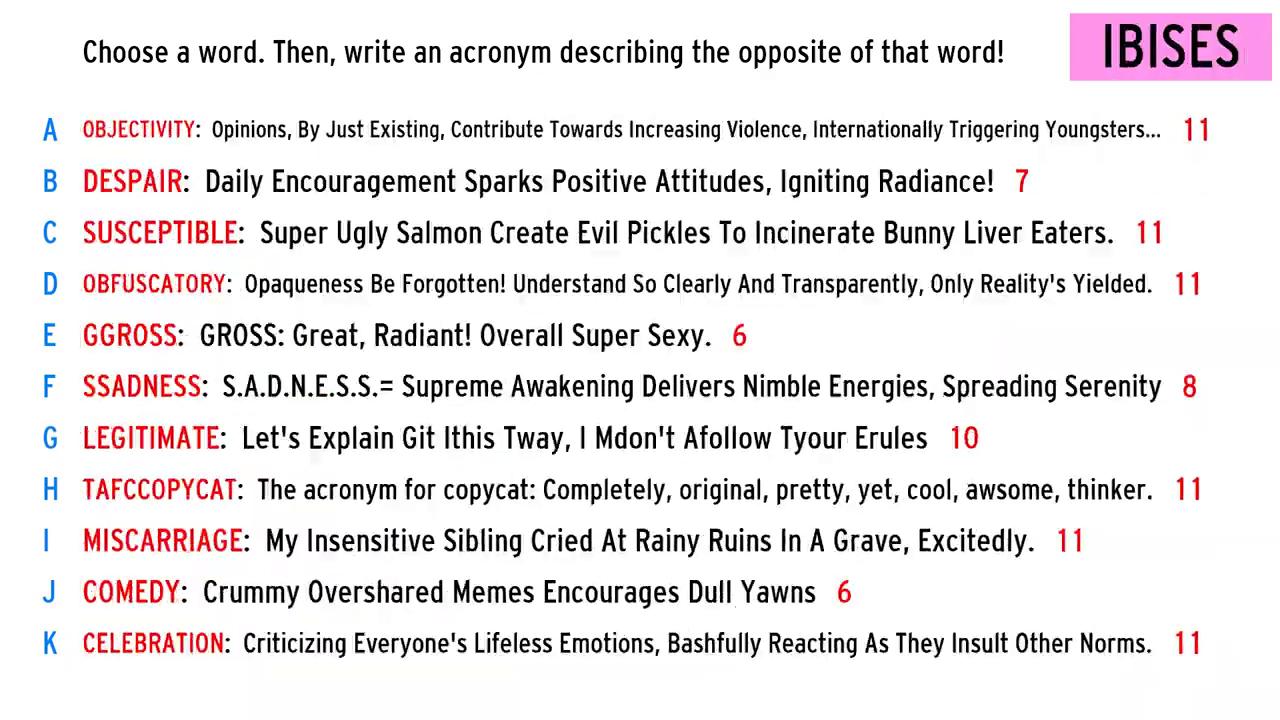 Choose a word. Then, write an acronym describing the opposite of that word!
IBISES
A OBJECTIVITY: Opinions, By Just Existing, Contribute Towards Increasing Violence, Internationally Triggering Youngsters... 11
B DESPAIR: Daily Encouragement Sparks Positive Attitudes, Igniting Radiance! 7
C SUSCEPTIBLE: Super Ugly Salmon Create Evil Pickles To Incinerate Bunny Liver Eaters. 11
D OBFUSCATORY: Opaqueness Be Forgotten! Understand So Clearly And Transparently, Only Reality's Yielded. 11
E GGROSS: GROSS: Great, Radiant! Overall Super Sexy. 6
F SSADNESS: S.A.D.N.E.S.S.= Supreme Awakening Delivers Nimble Energies, Spreading Serenity 8
G LEGITIMATE: Let's Explain Git Ithis Tway, I Mdon't Afollow Tyour Erules 10
H TAFCCOPYCAT: The acronym for copycat: Completely, original, pretty, yet, cool, awsome, thinker. 11
I MISCARRIAGE: My Insensitive Sibling Cried At Rainy Ruins In A Grave, Excitedly. 11
J COMEDY: Crummy Overshared Memes Encourages Dull Yawns 6
K CELEBRATION: Criticizing Everyone's Lifeless Emotions, Bashfully Reacting As They Insult Other Norms. 11